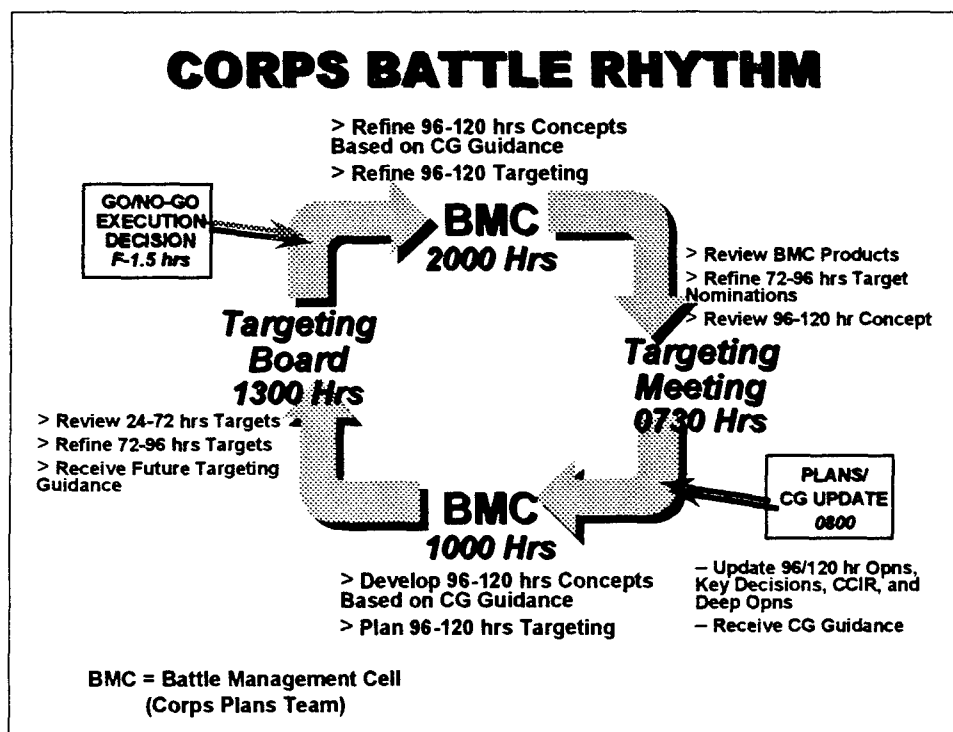 CORPS BATTLE RHYTHM
> Refine 96-120 hrs Concepts
Based on CG Guidance
> Refine 96-120 Targeting
GO/NO-GO
EXECUTION
DECISION
F-1.5 hrs
BMC
2000 Hrs
> Review BMC Products
> Refine 72-96 hrs Target
Nominations
> Review 96-120 hr Concept
Targeting
Board
1300 Hrs
Targeting
Meeting
0730 Hrs
> Review 24-72 hrs Targets
> Refine 72-96 hrs Targets
> Receive Future Targeting
Guidance
PLANS/
CG UPDATE
0800
BMC
1000 Hrs
> Develop 96-120 hrs Concepts
Based on CG Guidance
> Plan 96-120 hrs Targeting
– Update 96/120 hr Opns,
Key Decisions, CCIR, and
Deep Opns
– Receive CG Guidance
BMC = Battle Management Cell
(Corps Plans Team)